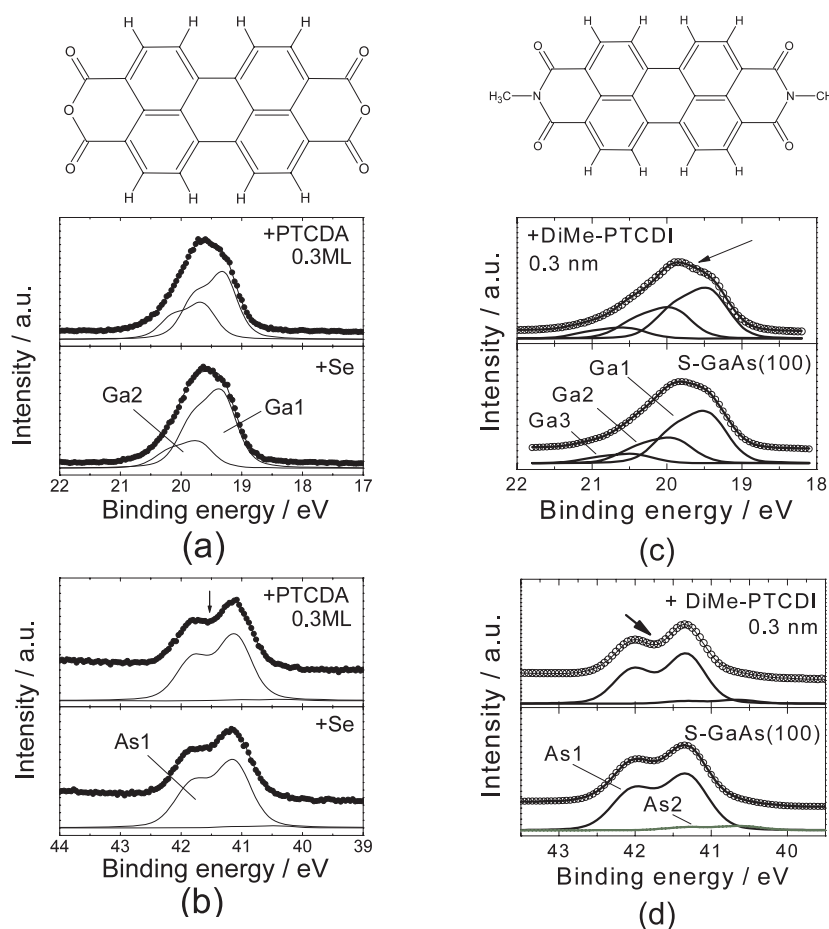 H H H H
O O
O O
O O
H H H H
H H H H
O O
H₃C N N CH
O O
H H H H
+PTCDA
0.3ML
+Se
Ga2
Ga1
Intensity / a.u.
22 21 20 19 18 17
Binding energy / eV
(a)
+DiMe-PTCDI
0.3 nm
S-GaAs(100)
Ga1
Ga2
Ga3
Intensity / a.u.
22 21 20 19 18
Binding energy / eV
(c)
+PTCDA
0.3ML
+Se
As1
Intensity / a.u.
44 43 42 41 40 39
Binding energy / eV
(b)
+ DiMe-PTCDI
0.3 nm
S-GaAs(100)
As1
As2
Intensity / a.u.
43 42 41 40
Binding energy / eV
(d)